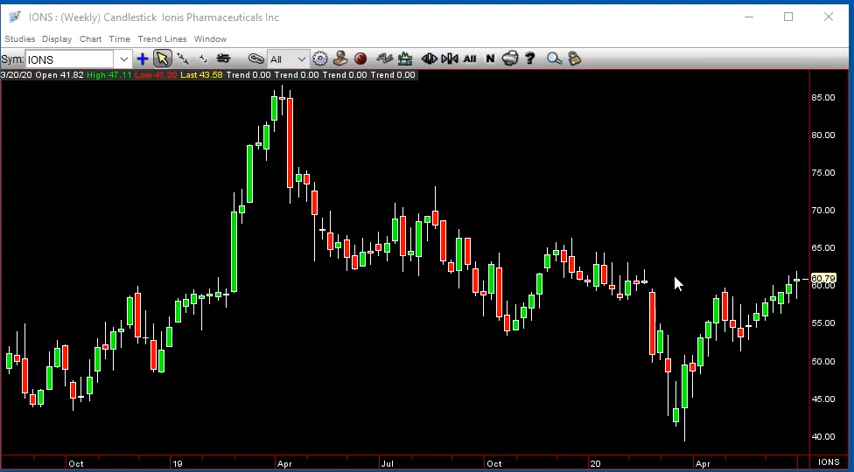 IONS : (Weekly) Candlestick Ionis Pharmaceuticals Inc
Studies Display Chart Time Trend Lines Window
Sym: IONS All All N ?
3/20/20 Open 41.82 High 47.11 Low 41.20 Last 43.58 Trend 0.00 Trend 0.00 Trend 0.00 Trend 0.00
85.00
80.00
75.00
70.00
65.00
60.79
60.00
55.00
50.00
45.00
40.00
Oct 19 Apr Jul Oct 20 Apr IONS